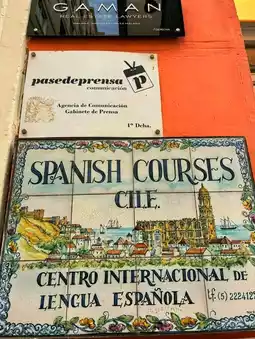 GAMAN
REAL ESTATE LAWYERS
pasedeprensa
comunicación
P
Agencia de Comunicación
Gabinete de Prensa
1º Dcha.
SPANISH COURSES
CILE.
CENTRO INTERNACIONAL DE
LENGUA ESPAÑOLA